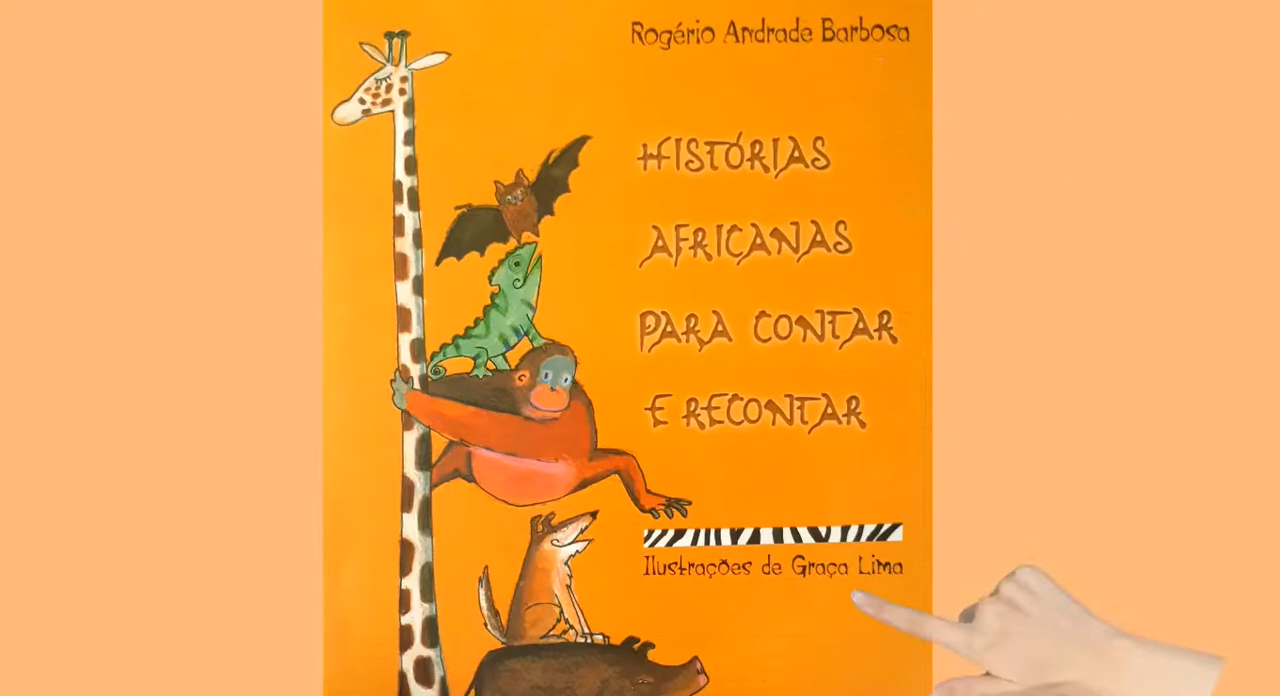 Rogério Andrade Barbosa
HISTÓRIAS
AFRICANAS
PARA CONTAR
E RECONTAR
Ilustrações de Graça Lima